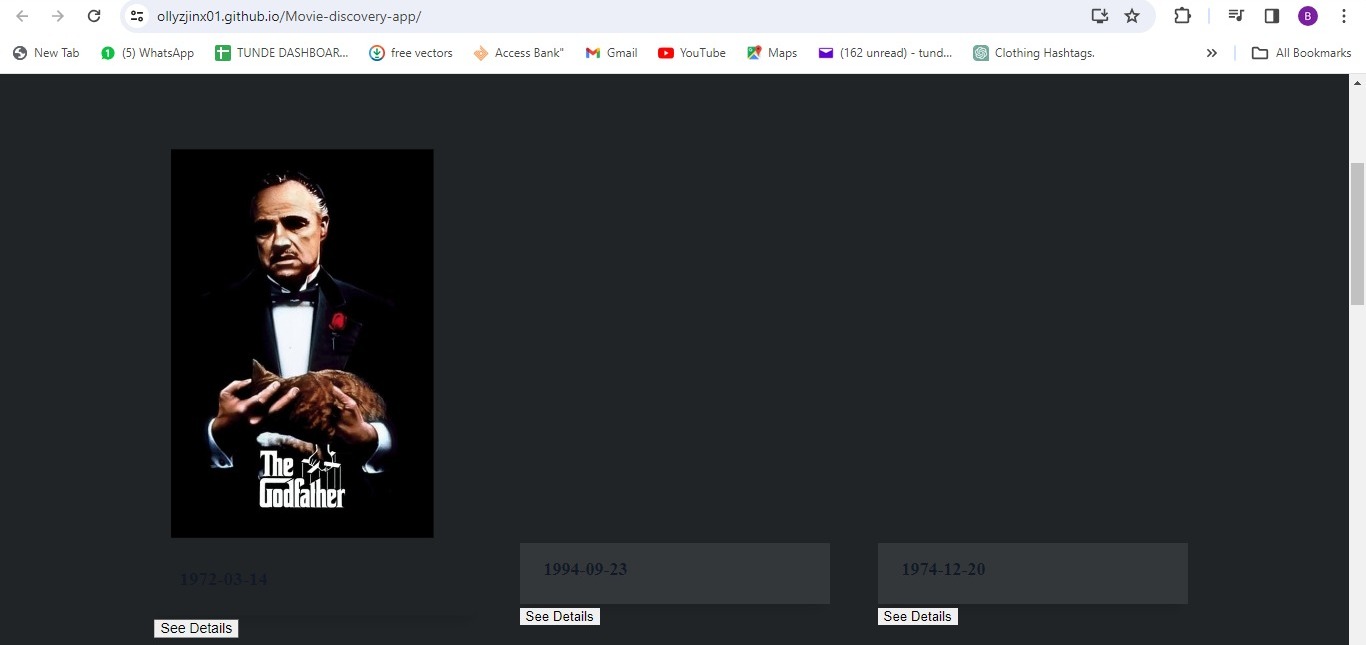 ollyzjinx01.github.io/Movie-discovery-app/
B
New Tab
1
(5) WhatsApp
TUNDE DASHBOAR...
free vectors
Access Bank"
Gmail
YouTube
Maps
(162 unread) - tund...
Clothing Hashtags.
»
All Bookmarks
The
Godfather
1972-03-14
1994-09-23
1974-12-20
See Details
See Details
See Details